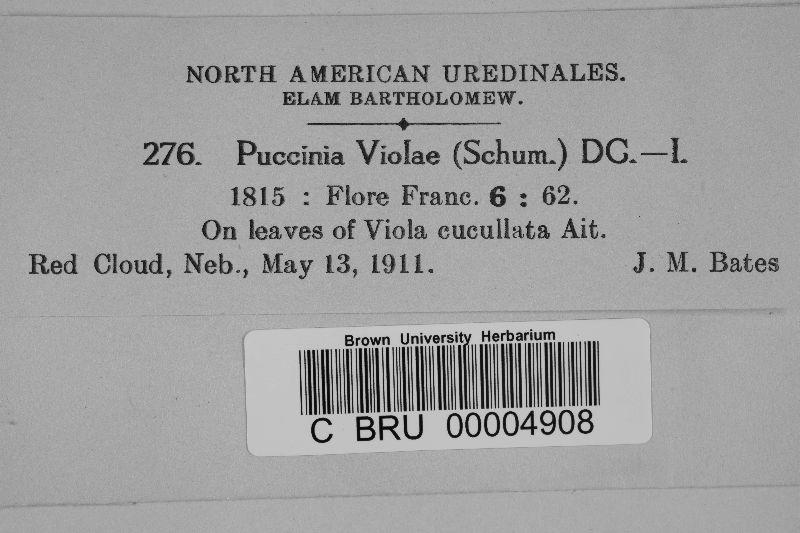 NORTH AMERICAN UREDINALES.
ELAM BARTHOLOMEW.
276. Puccinia Violae (Schum.) DC.—I.
1815 : Flore Franc. 6 : 62.
On leaves of Viola cucullata Ait.
Red Cloud, Neb., May 13, 1911. J. M. Bates
Brown University Herbarium
C BRU 00004908